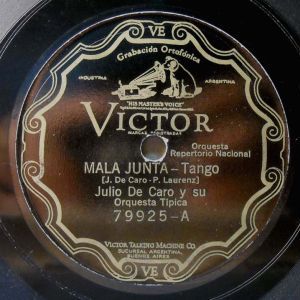 VE
Grabación Ortofónica
INDUSTRIA
ARGENTINA
"HIS MASTER'S VOICE"
VICTOR
MARCAS REGISTRADAS
Orquesta
Repertorio Nacional
MALA JUNTA - Tango
(J. De Caro - P. Laurenz)
Julio De Caro y su
Orquesta Típica
79925-A
VICTOR TALKING MACHINE CO.
SUCURSAL ARGENTINA,
BUENOS AIRES
VE